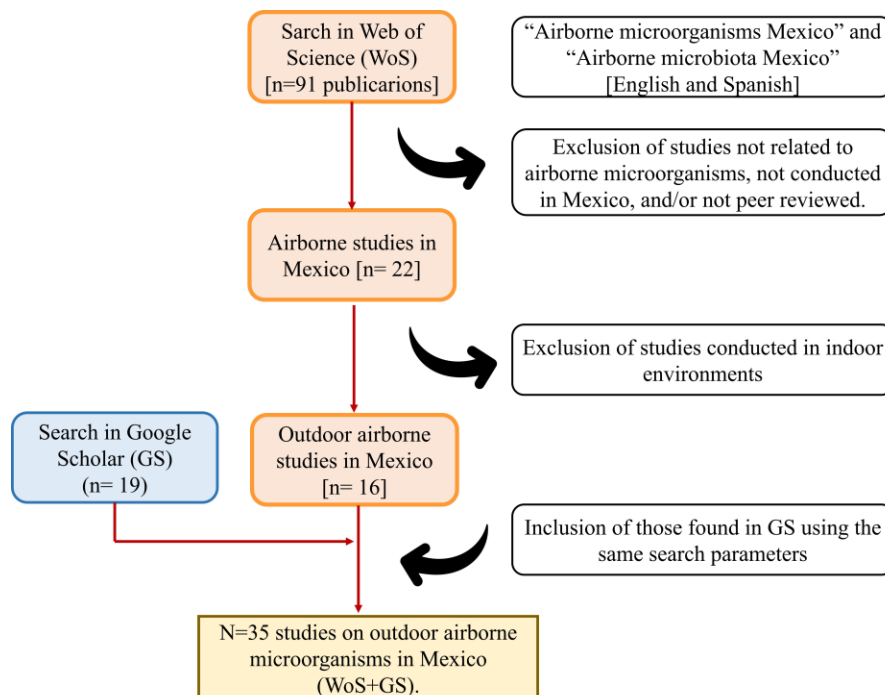 Sarch in Web of
Science (WoS)
[n=91 publicarions]
“Airborne microorganisms Mexico” and
“Airborne microbiota Mexico”
[English and Spanish]
Exclusion of studies not related to
airborne microorganisms, not conducted
in Mexico, and/or not peer reviewed.
Airborne studies in
Mexico [n= 22]
Exclusion of studies conducted in indoor
environments
Search in Google
Scholar (GS)
(n= 19)
Outdoor airborne
studies in Mexico
[n= 16]
Inclusion of those found in GS using the
same search parameters
N=35 studies on outdoor airborne
microorganisms in Mexico
(WoS+GS).